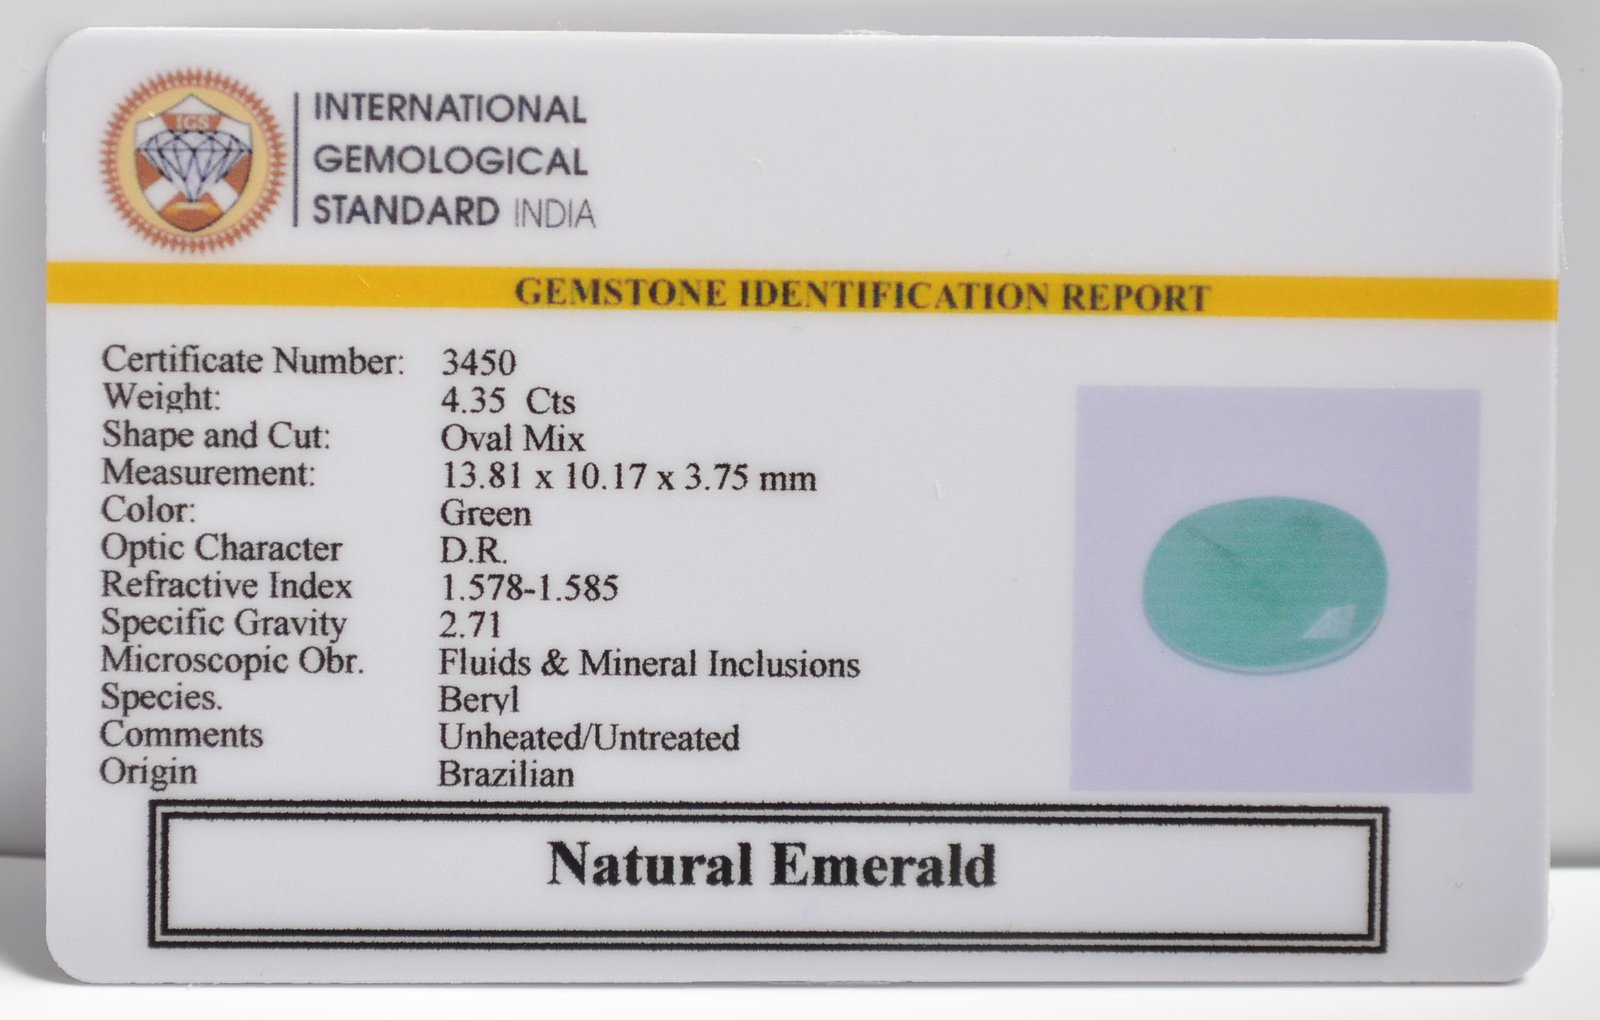 IGS
INTERNATIONAL
GEMOLOGICAL
STANDARD INDIA
GEMSTONE IDENTIFICATION REPORT
Certificate Number: 3450
Weight: 4.35 Cts
Shape and Cut: Oval Mix
Measurement: 13.81 x 10.17 x 3.75 mm
Color: Green
Optic Character D.R.
Refractive Index 1.578-1.585
Specific Gravity 2.71
Microscopic Obr. Fluids & Mineral Inclusions
Species. Beryl
Comments Unheated/Untreated
Origin Brazilian
Natural Emerald